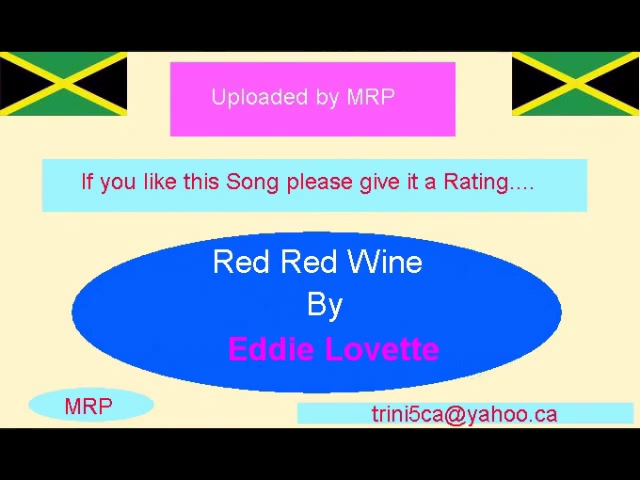 Uploaded by MRP
If you like this Song please give it a Rating....
Red Red Wine
By
Eddie Lovette
MRP
trini5ca@yahoo.ca